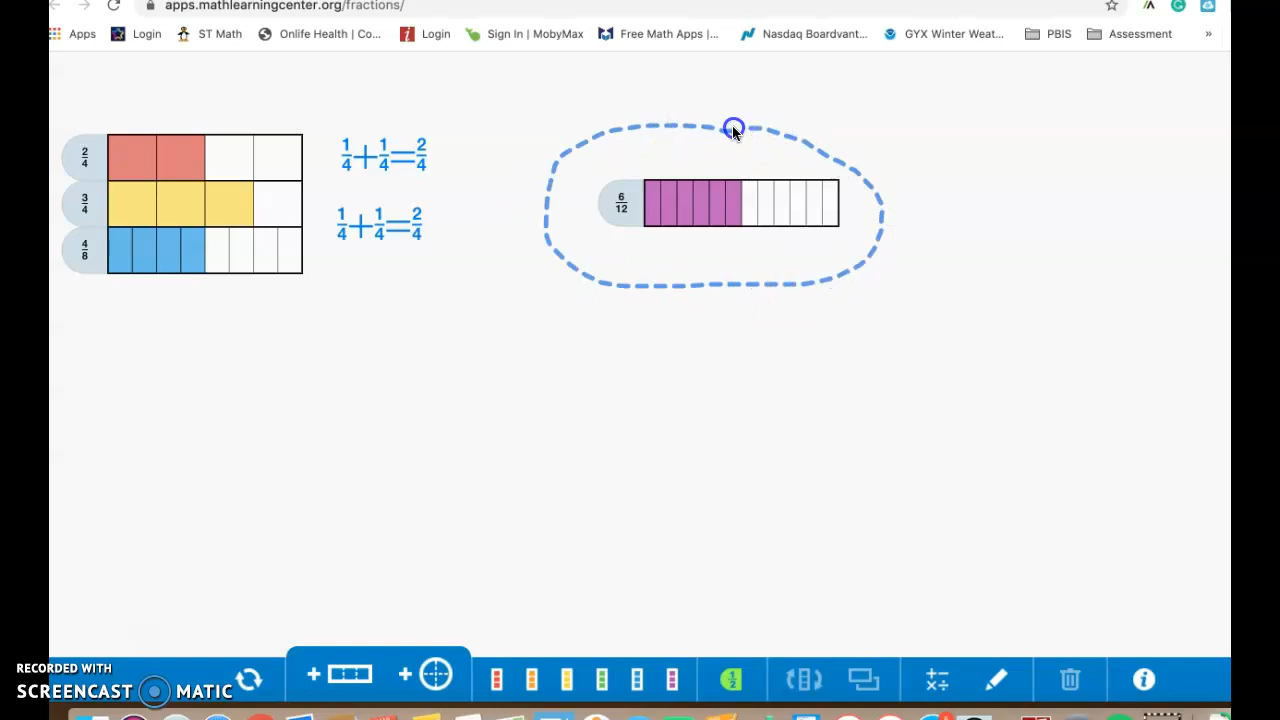 apps.mathlearningcenter.org/fractions/
Apps Login ST Math Onlife Health | Co... Login Sign In | MobyMax Free Math Apps |... Nasdaq Boardvant... GYX Winter Weat... PBIS Assessment »
2/4
3/4
4/8
1/4+1/4=2/4
1/4+1/4=2/4
6/12
1/2
RECORDED WITH
SCREENCAST MATIC